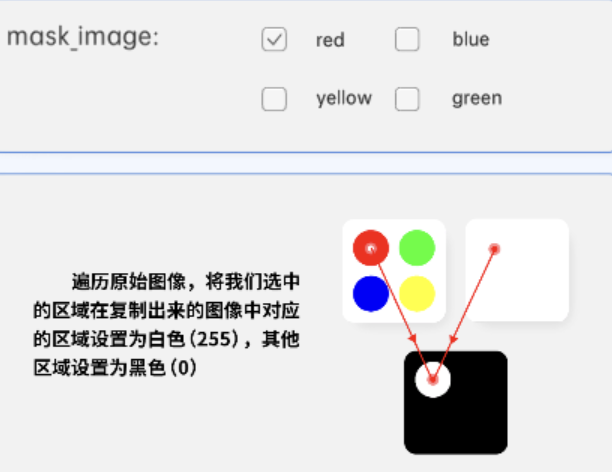 mask_image:
red
blue
yellow
green
遍历原始图像，将我们选中
的区域在复制出来的图像中对应
的区域设置为白色(255)，其他
区域设置为黑色(0)